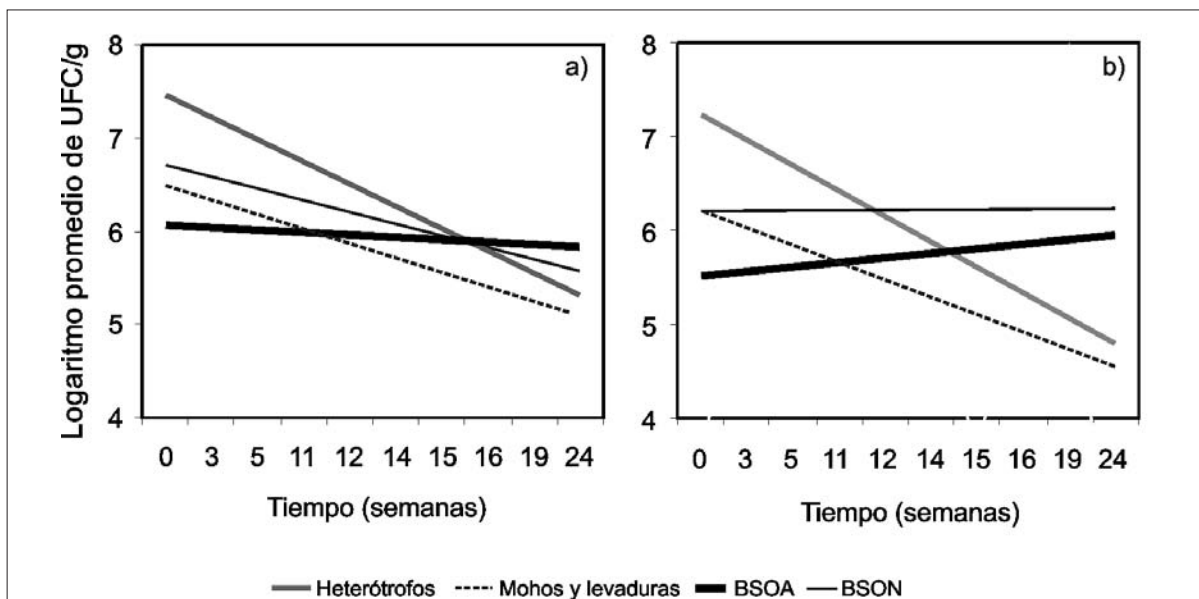 Logaritmo promedio de UFC/g
8
7
6
5
4
a)
0 3 5 11 12 14 15 16 19 24
Tiempo (semanas)
8
7
6
5
4
b)
0 3 5 11 12 14 15 16 19 24
Tiempo (semanas)
Heterótrofos Mohos y levaduras BSOA BSON